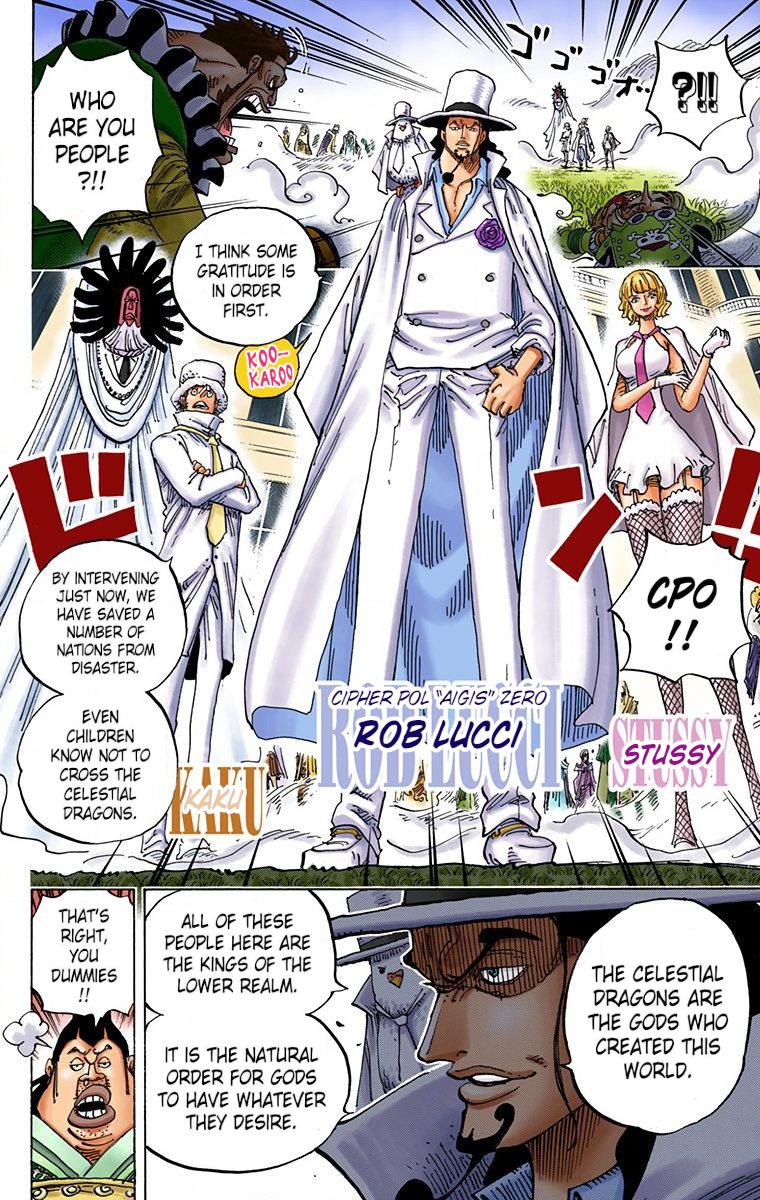 WHO
ARE YOU
PEOPLE
?!!
ゴゴゴゴォ..
?!!
I THINK SOME
GRATITUDE IS
IN ORDER
FIRST.
KOO-
KAROO
ドン!!
BY INTERVENING
JUST NOW, WE
HAVE SAVED A
NUMBER OF
NATIONS FROM
DISASTER.
EVEN
CHILDREN
KNOW NOT TO
CROSS THE
CELESTIAL
DRAGONS.
CP0
!!
CIPHER POL "AIGIS" ZERO
ROB LUCCI
ROB LUCCI
STUSSY
STUSSY
KAKU
KAKU
THAT'S
RIGHT,
YOU
DUMMIES
!!
ALL OF THESE
PEOPLE HERE ARE
THE KINGS OF THE
LOWER REALM.
IT IS THE NATURAL
ORDER FOR GODS
TO HAVE WHATEVER
THEY DESIRE.
THE CELESTIAL
DRAGONS ARE
THE GODS WHO
CREATED THIS
WORLD.